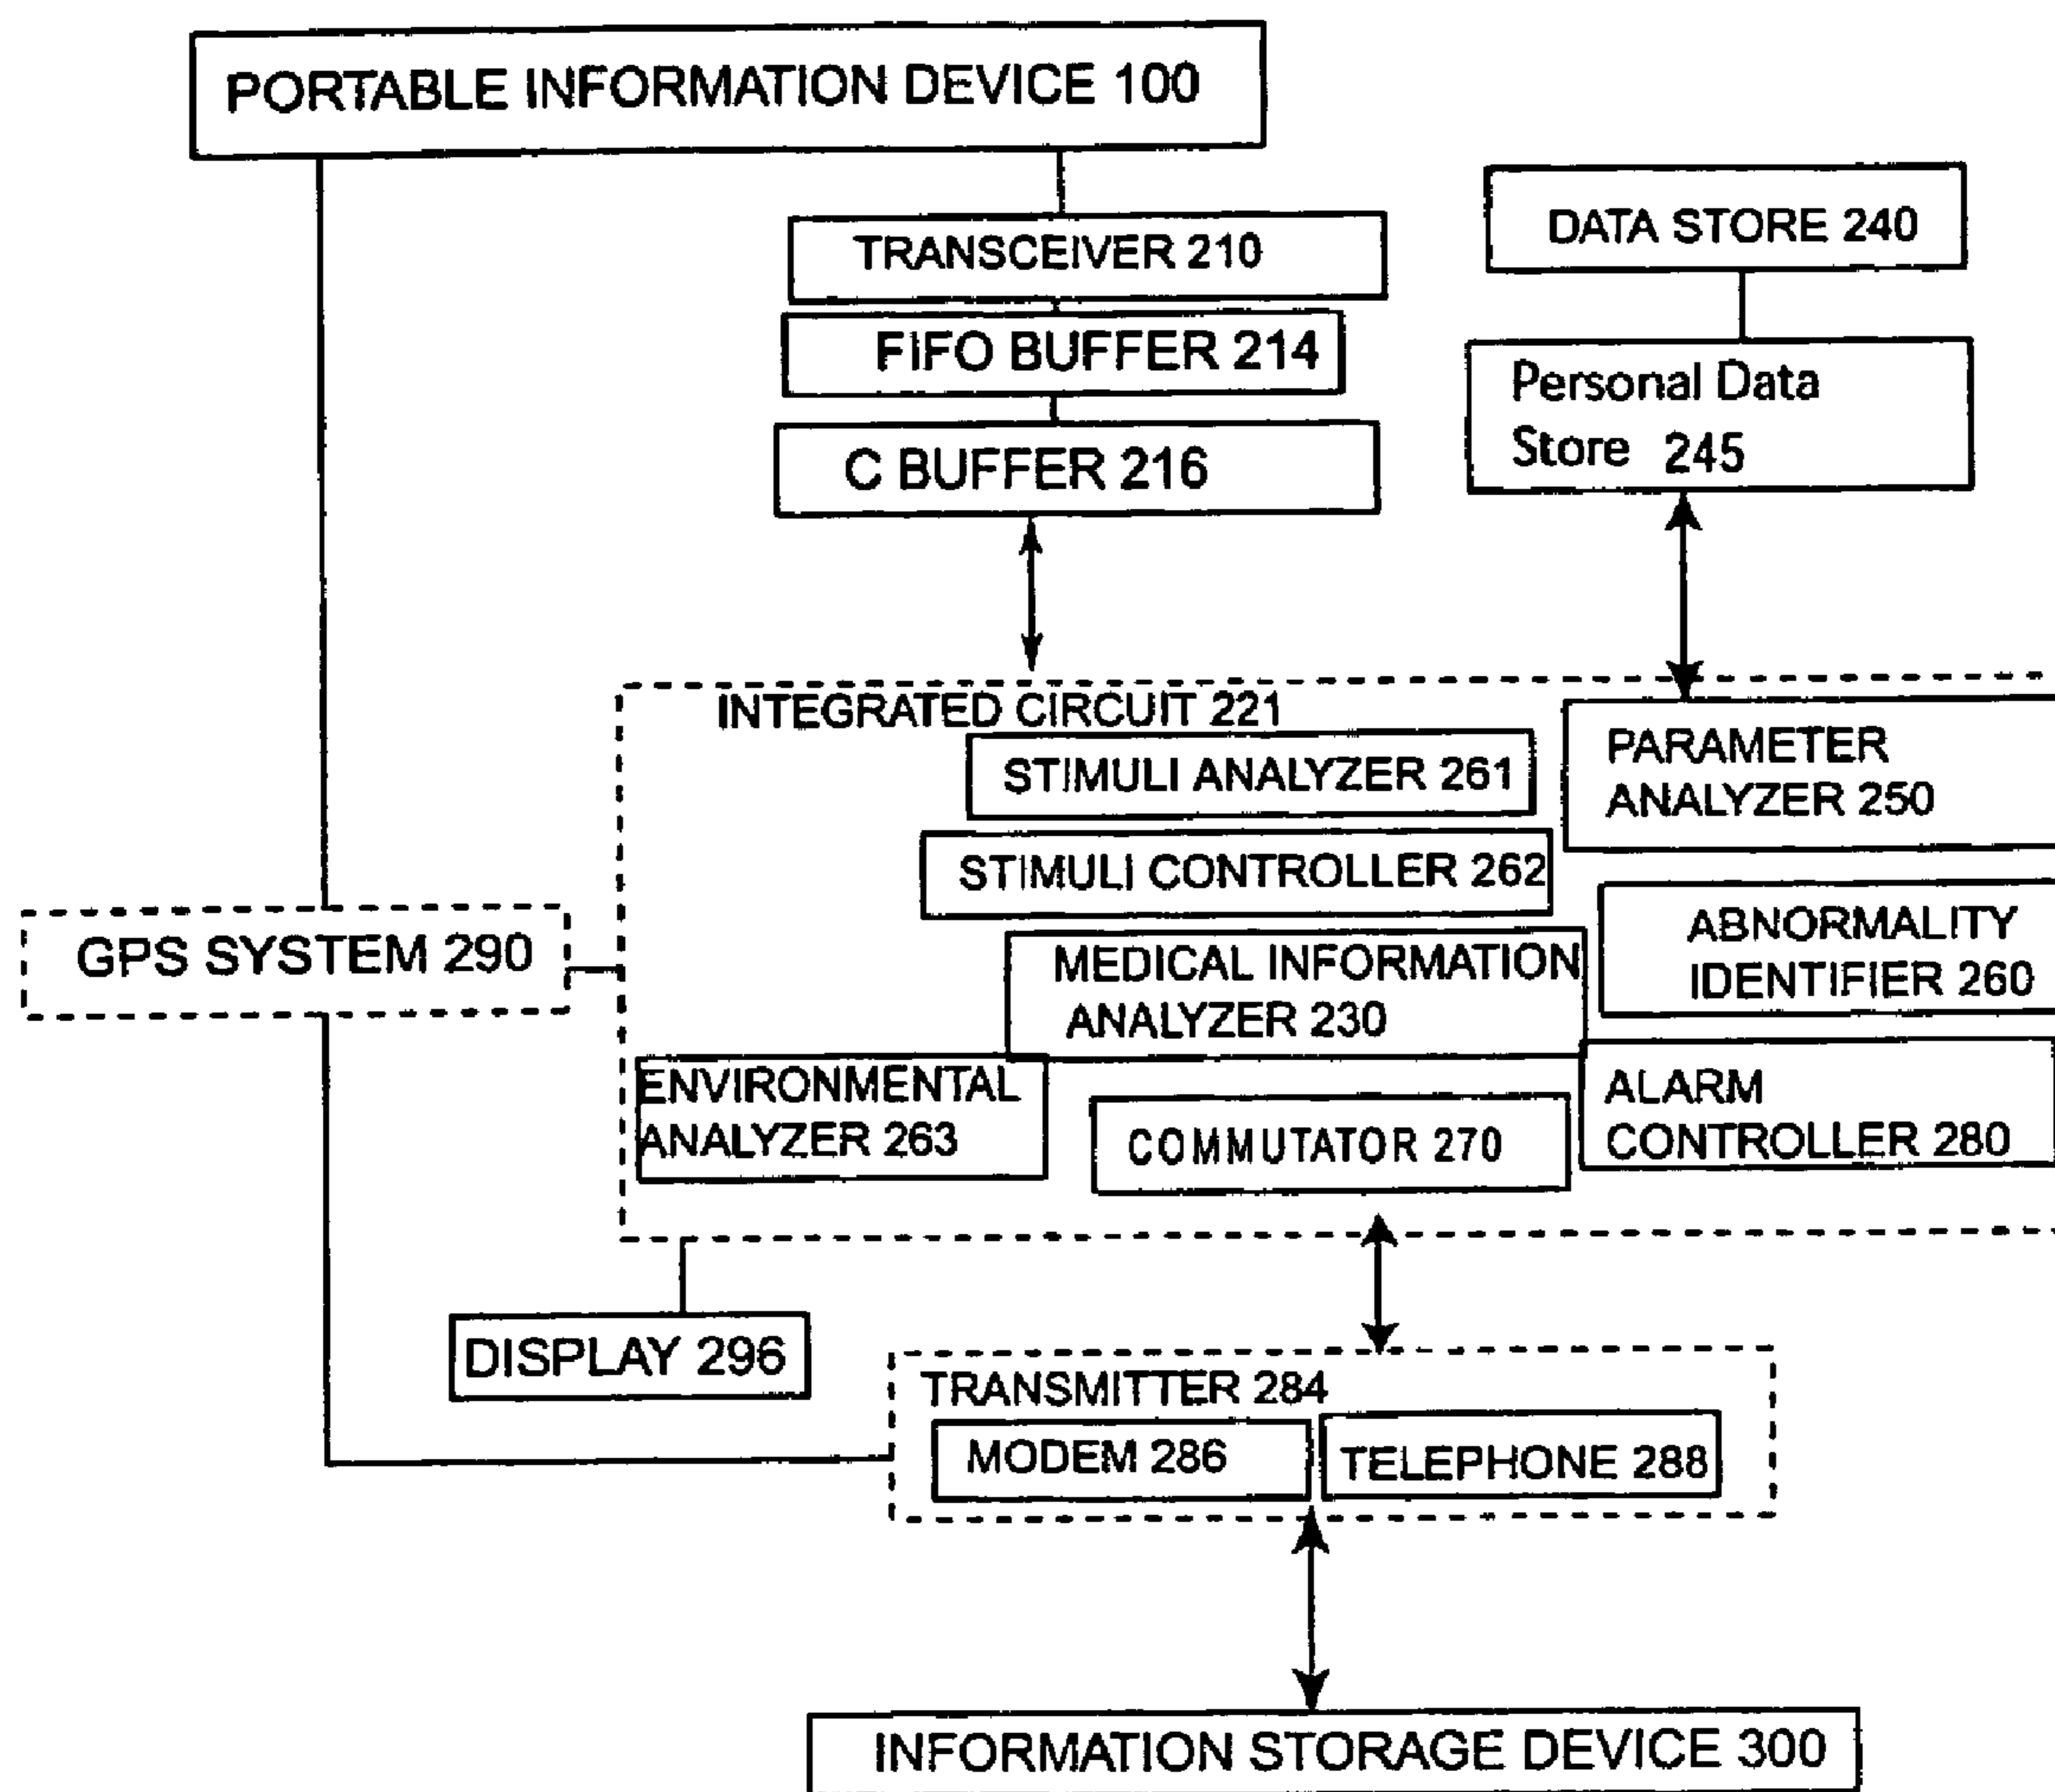 PORTABLE INFORMATION DEVICE 100
TRANSCEIVER 210
DATA STORE 240
FIFO BUFFER 214
Personal Data
Store 245
C BUFFER 216
INTEGRATED CIRCUIT 221
STIMULI ANALYZER 261
PARAMETER
ANALYZER 250
STIMULI CONTROLLER 262
ABNORMALITY
IDENTIFIER 260
GPS SYSTEM 290
MEDICAL INFORMATION
ANALYZER 230
ENVIRONMENTAL
ANALYZER 263
COMMUTATOR 270
ALARM
CONTROLLER 280
DISPLAY 296
TRANSMITTER 284
MODEM 286
TELEPHONE 288
INFORMATION STORAGE DEVICE 300